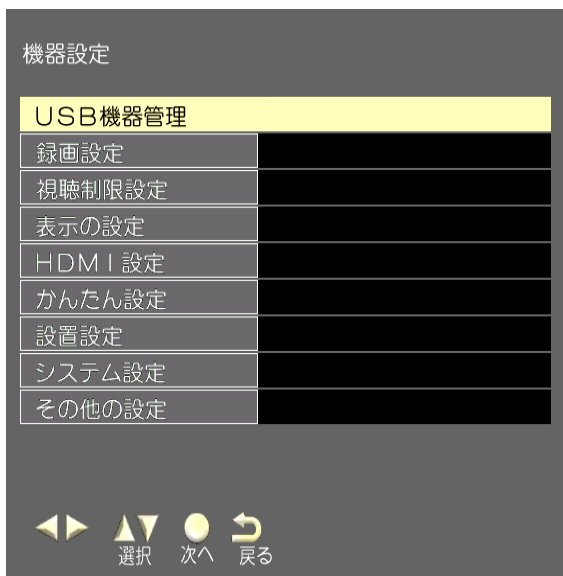 機器設定
USB機器管理
録画設定
視聴制限設定
表示の設定
HDMI設定
かんたん設定
設置設定
システム設定
その他の設定
選択 次へ 戻る